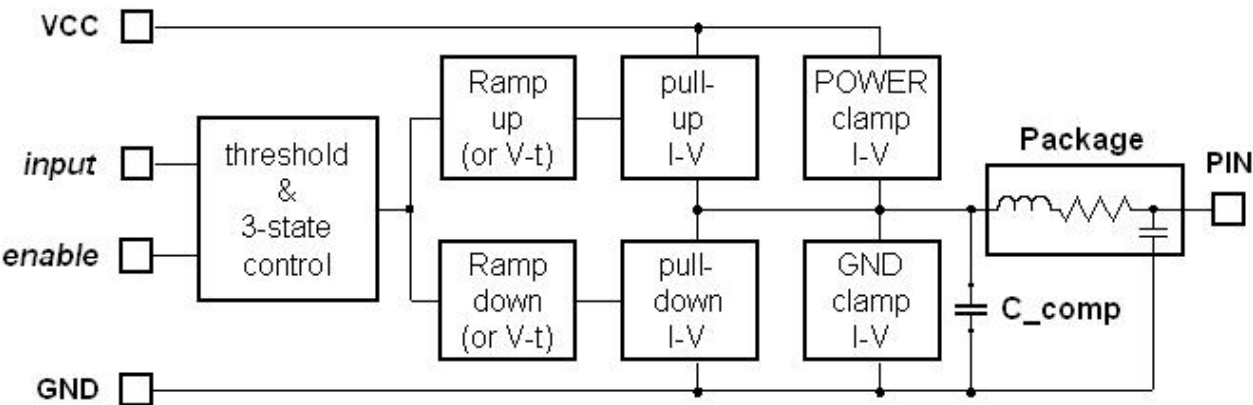 VCC
Ramp
up
(or V-t)
pull-
up
I-V
POWER
clamp
I-V
Package
PIN
input
enable
threshold
&
3-state
control
Ramp
down
(or V-t)
pull-
down
I-V
GND
clamp
I-V
C_comp
GND